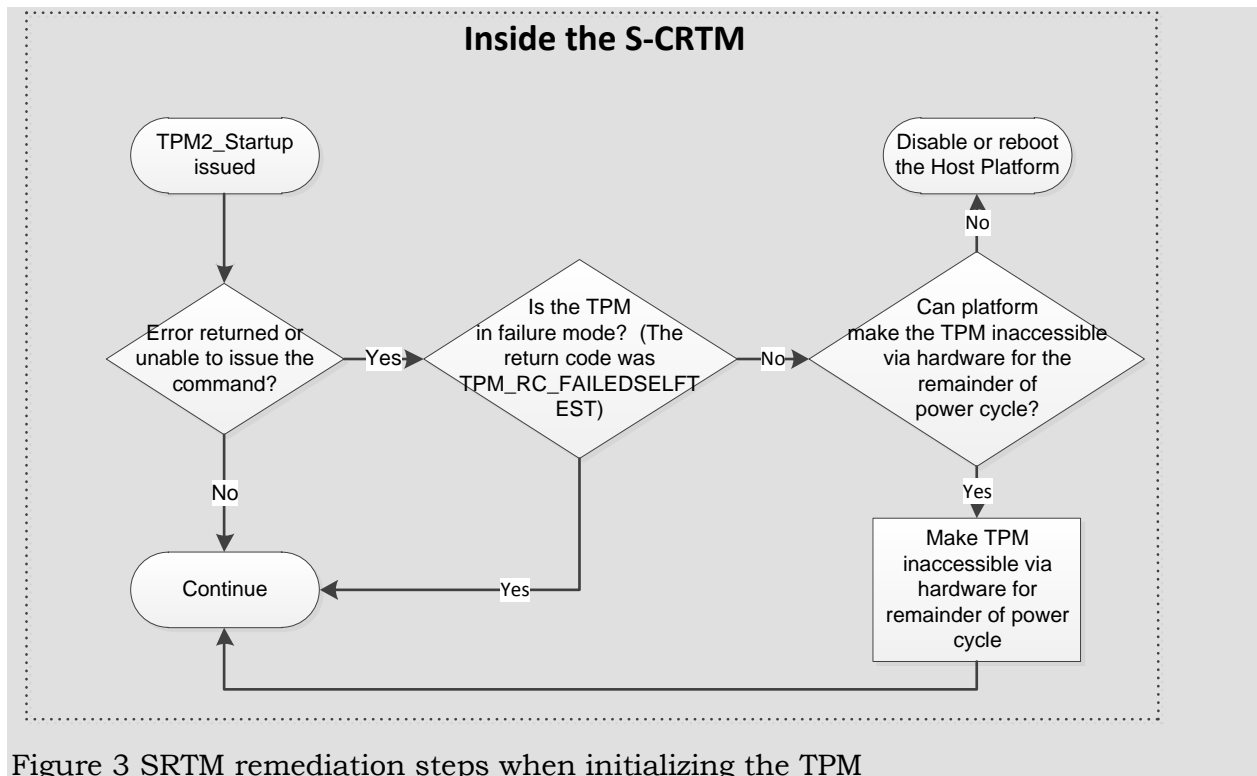 Inside the S-CRTM
TPM2_Startup
issued
Disable or reboot
the Host Platform
No
Error returned or
unable to issue the
command?
Yes
Is the TPM
in failure mode?  (The
return code was
TPM_RC_FAILEDSELFT
EST)
No
Can platform
make the TPM inaccessible
via hardware for the
remainder of
power cycle?
No
Yes
Yes
Continue
Make TPM
inaccessible via
hardware for
remainder of power
cycle
Figure 3 SRTM remediation steps when initializing the TPM